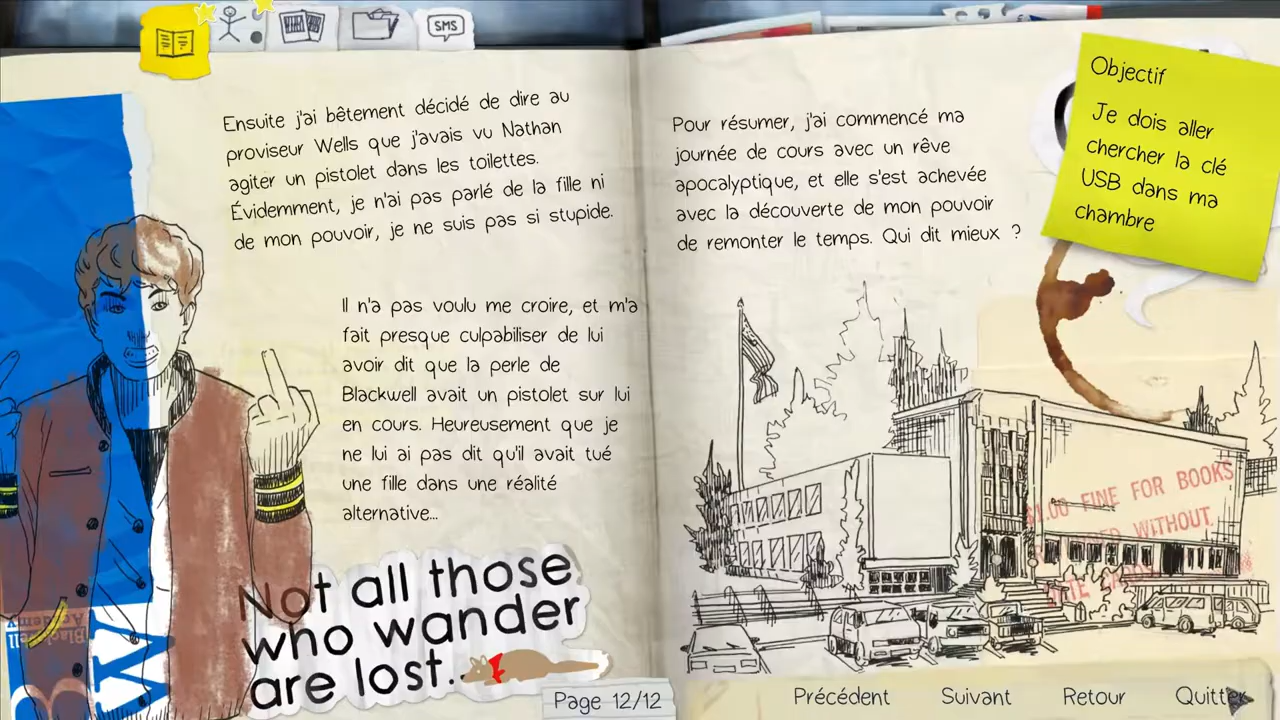 SMS
Ensuite j'ai bêtement décidé de dire au
proviseur Wells que j'avais vu Nathan
agiter un pistolet dans les toilettes.
Évidemment, je n'ai pas parlé de la fille ni
de mon pouvoir, je ne suis pas si stupide.
Il n'a pas voulu me croire, et m'a
fait presque culpabiliser de lui
avoir dit que la perle de
Blackwell avait un pistolet sur lui
en cours. Heureusement que je
ne lui ai pas dit qu'il avait tué
une fille dans une réalité
alternative...
Not all those
who wander
are lost.
Blackwell
Academy
Page 12/12
Pour résumer, j'ai commencé ma
journée de cours avec un rêve
apocalyptique, et elle s'est achevée
avec la découverte de mon pouvoir
de remonter le temps. Qui dit mieux ?
Objectif
Je dois aller
chercher la clé
USB dans ma
chambre
$1.00 FINE FOR BOOKS
WITHOUT
Précédent
Suivant
Retour
Quitter